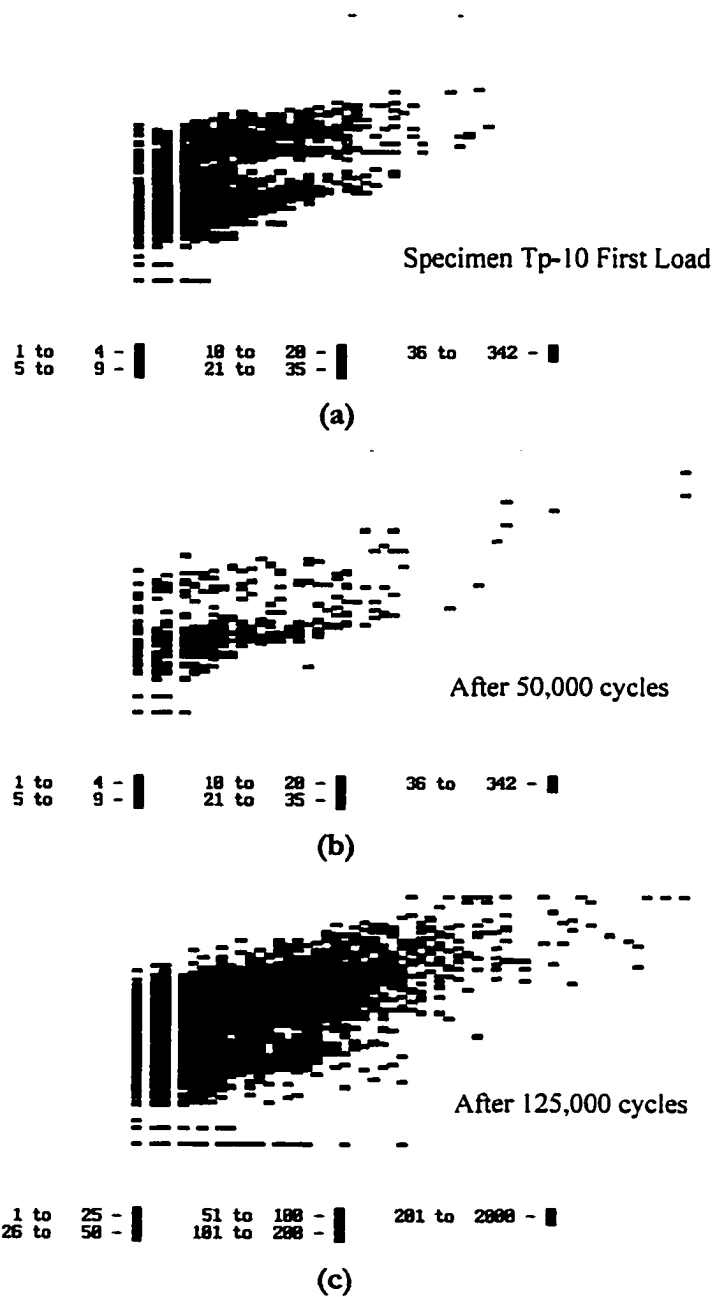 Specimen Tp-10 First Load
1 to 4 - 10 to 20 - 36 to 342 -
5 to 9 - 21 to 35 -
(a)
After 50,000 cycles
1 to 4 - 10 to 20 - 36 to 342 -
5 to 9 - 21 to 35 -
(b)
After 125,000 cycles
1 to 25 - 51 to 100 - 201 to 2000 -
26 to 50 - 101 to 200 -
(c)